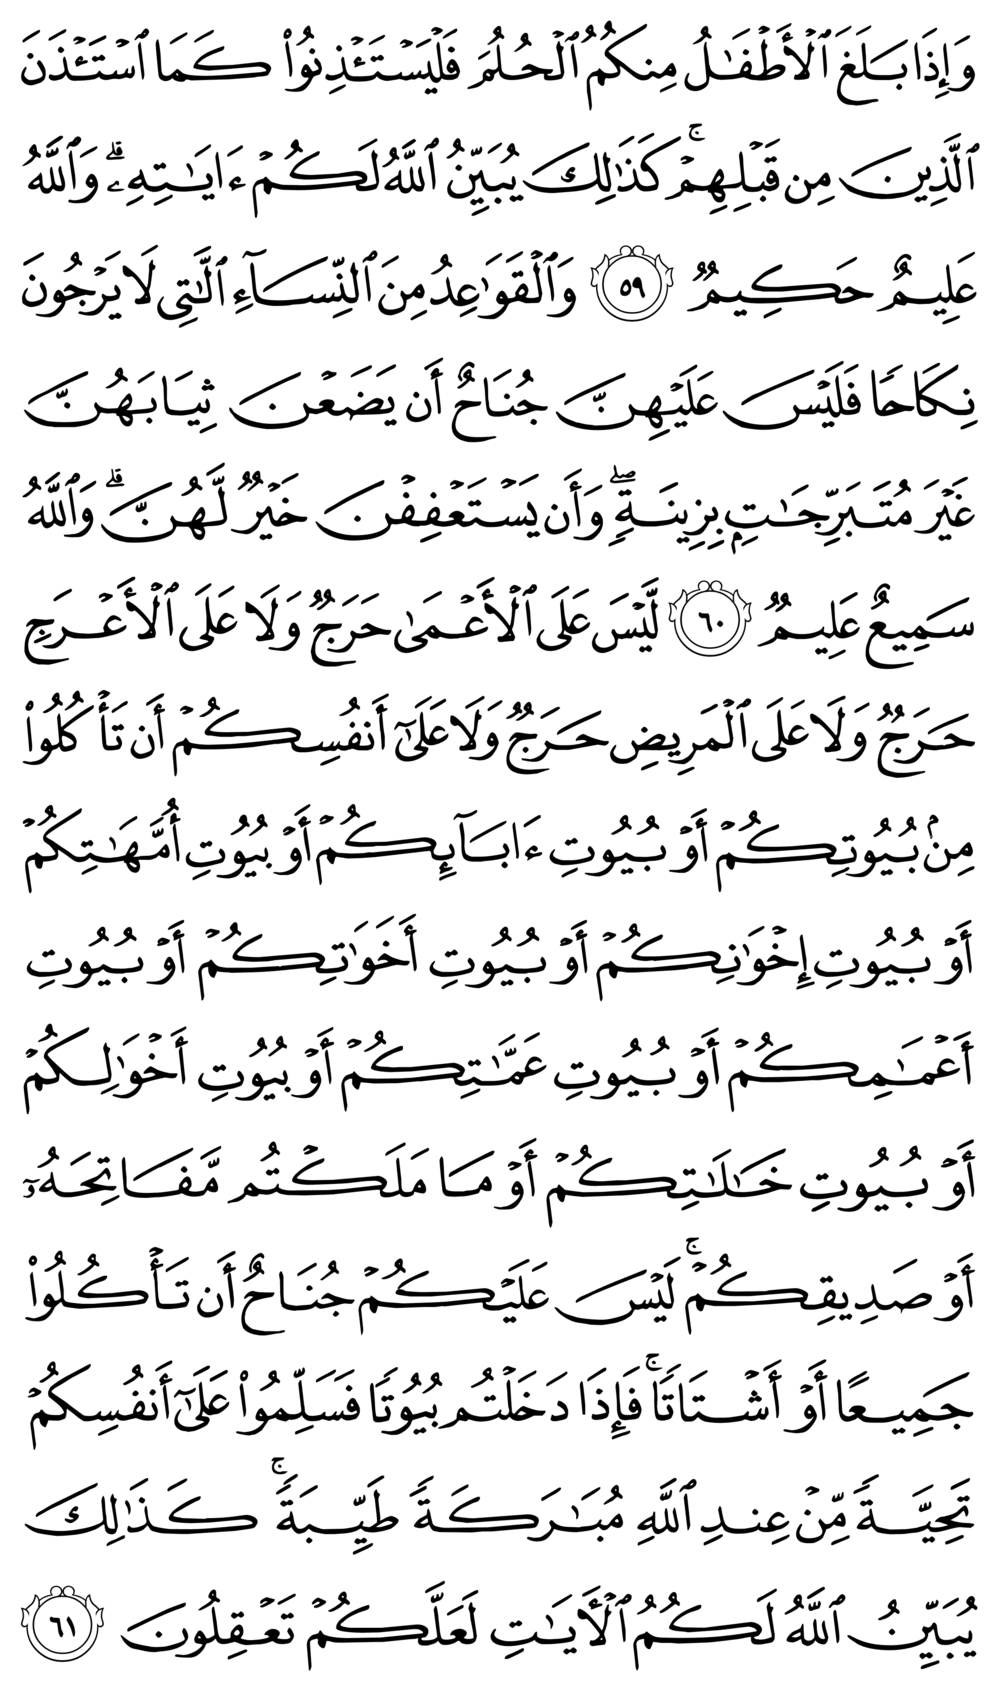 وَإِذَا بَلَغَ ٱلْأَطْفَـٰلُ مِنكُمُ ٱلْحُلُمَ فَلْيَسْتَـْٔذِنُوا۟ كَمَا ٱسْتَـْٔذَنَ
ٱلَّذِينَ مِن قَبْلِهِمْ ۚ كَذَٰلِكَ يُبَيِّنُ ٱللَّهُ لَكُمْ ءَايَـٰتِهِۦ ۗ وَٱللَّهُ
عَلِيمٌ حَكِيمٌ ٥٩ وَٱلْقَوَٰعِدُ مِنَ ٱلنِّسَآءِ ٱلَّـٰتِى لَا يَرْجُونَ
نِكَاحًا فَلَيْسَ عَلَيْهِنَّ جُنَاحٌ أَن يَضَعْنَ ثِيَابَهُنَّ
غَيْرَ مُتَبَرِّجَـٰتٍۭ بِزِينَةٍ ۖ وَأَن يَسْتَعْفِفْنَ خَيْرٌ لَّهُنَّ ۗ وَٱللَّهُ
سَمِيعٌ عَلِيمٌ ٦٠ لَّيْسَ عَلَى ٱلْأَعْمَىٰ حَرَجٌ وَلَا عَلَى ٱلْأَعْرَجِ
حَرَجٌ وَلَا عَلَى ٱلْمَرِيضِ حَرَجٌ وَلَا عَلَىٰٓ أَنفُسِكُمْ أَن تَأْكُلُوا۟
مِنۢ بُيُوتِكُمْ أَوْ بُيُوتِ ءَابَآئِكُمْ أَوْ بُيُوتِ أُمَّهَـٰتِكُمْ
أَوْ بُيُوتِ إِخْوَٰنِكُمْ أَوْ بُيُوتِ أَخَوَٰتِكُمْ أَوْ بُيُوتِ
أَعْمَـٰمِكُمْ أَوْ بُيُوتِ عَمَّـٰتِكُمْ أَوْ بُيُوتِ أَخْوَٰلِكُمْ
أَوْ بُيُوتِ خَـٰلَـٰتِكُمْ أَوْ مَا مَلَكْتُم مَّفَاتِحَهُۥٓ
أَوْ صَدِيقِكُمْ ۚ لَيْسَ عَلَيْكُمْ جُنَاحٌ أَن تَأْكُلُوا۟
جَمِيعًا أَوْ أَشْتَاتًا ۚ فَإِذَا دَخَلْتُم بُيُوتًا فَسَلِّمُوا۟ عَلَىٰٓ أَنفُسِكُمْ
تَحِيَّةً مِّنْ عِندِ ٱللَّهِ مُبَـٰرَكَةً طَيِّبَةً ۚ كَذَٰلِكَ
يُبَيِّنُ ٱللَّهُ لَكُمُ ٱلْـَٔايَـٰتِ لَعَلَّكُمْ تَعْقِلُونَ ٦١